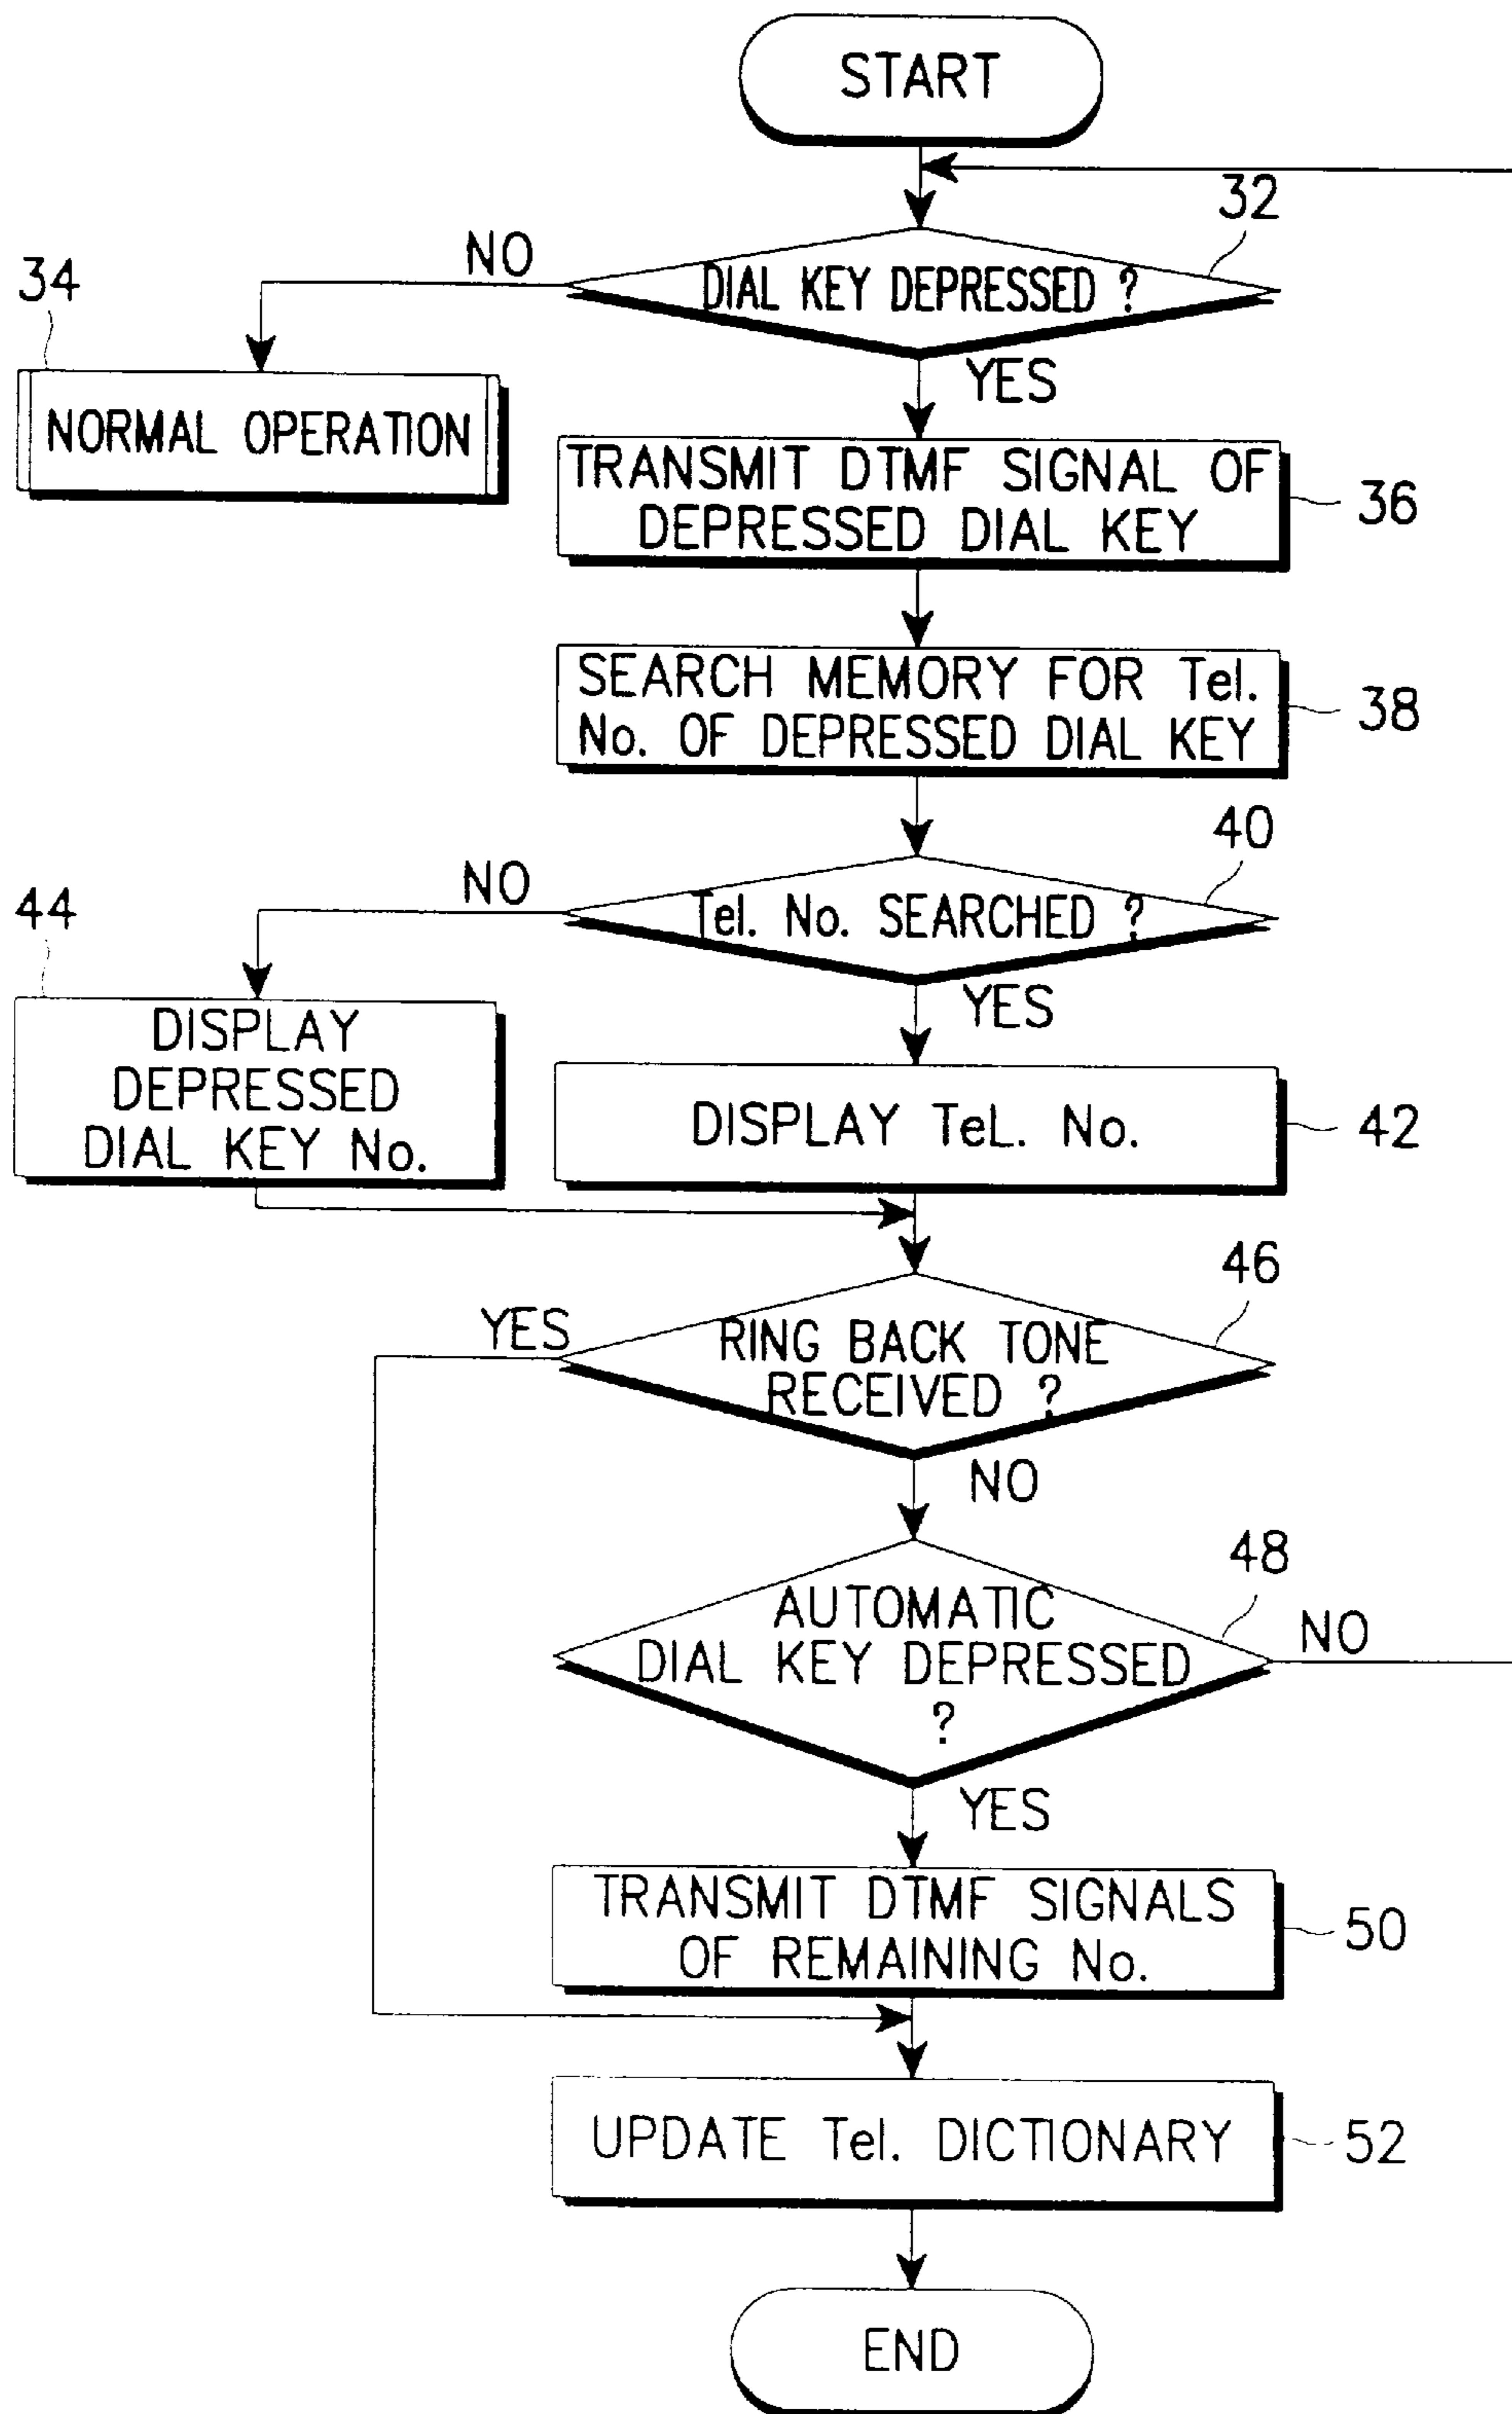 START
32
NO
DIAL KEY DEPRESSED ?
34
YES
NORMAL OPERATION
TRANSMIT DTMF SIGNAL OF
DEPRESSED DIAL KEY
36
SEARCH MEMORY FOR Tel.
No. OF DEPRESSED DIAL KEY
38
40
NO
Tel. No. SEARCHED ?
44
YES
DISPLAY
DEPRESSED
DIAL KEY No.
DISPLAY TeL. No.
42
46
YES
RING BACK TONE
RECEIVED ?
NO
48
AUTOMATIC
DIAL KEY DEPRESSED
?
NO
YES
TRANSMIT DTMF SIGNALS
OF REMAINING No.
50
UPDATE Tel. DICTIONARY
52
END